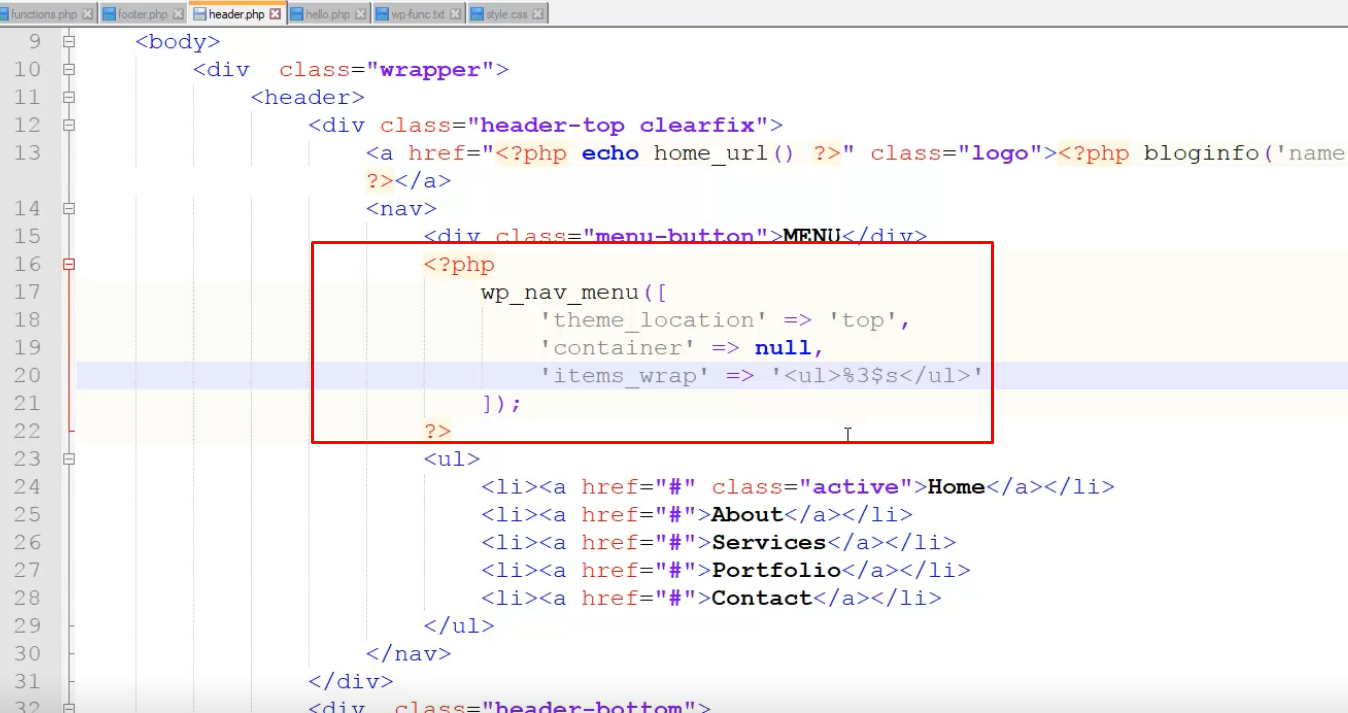 functions.php footer.php header.php hello.php wp-func.txt style.css
9 <body>
10 <div  class="wrapper">
11 <header>
12 <div class="header-top clearfix">
13 <a href="<?php echo home_url() ?>" class="logo"><?php bloginfo('name
?></a>
14 <nav>
15 <div class="menu-button">MENU</div>
16 <?php
17 wp_nav_menu([
18 'theme_location' => 'top',
19 'container' => null,
20 'items_wrap' => '<ul>%3$s</ul>'
21 ]);
22 ?>
23 <ul>
24 <li><a href="#" class="active">Home</a></li>
25 <li><a href="#">About</a></li>
26 <li><a href="#">Services</a></li>
27 <li><a href="#">Portfolio</a></li>
28 <li><a href="#">Contact</a></li>
29 </ul>
30 </nav>
31 </div>
32 <div  class="header-bottom">